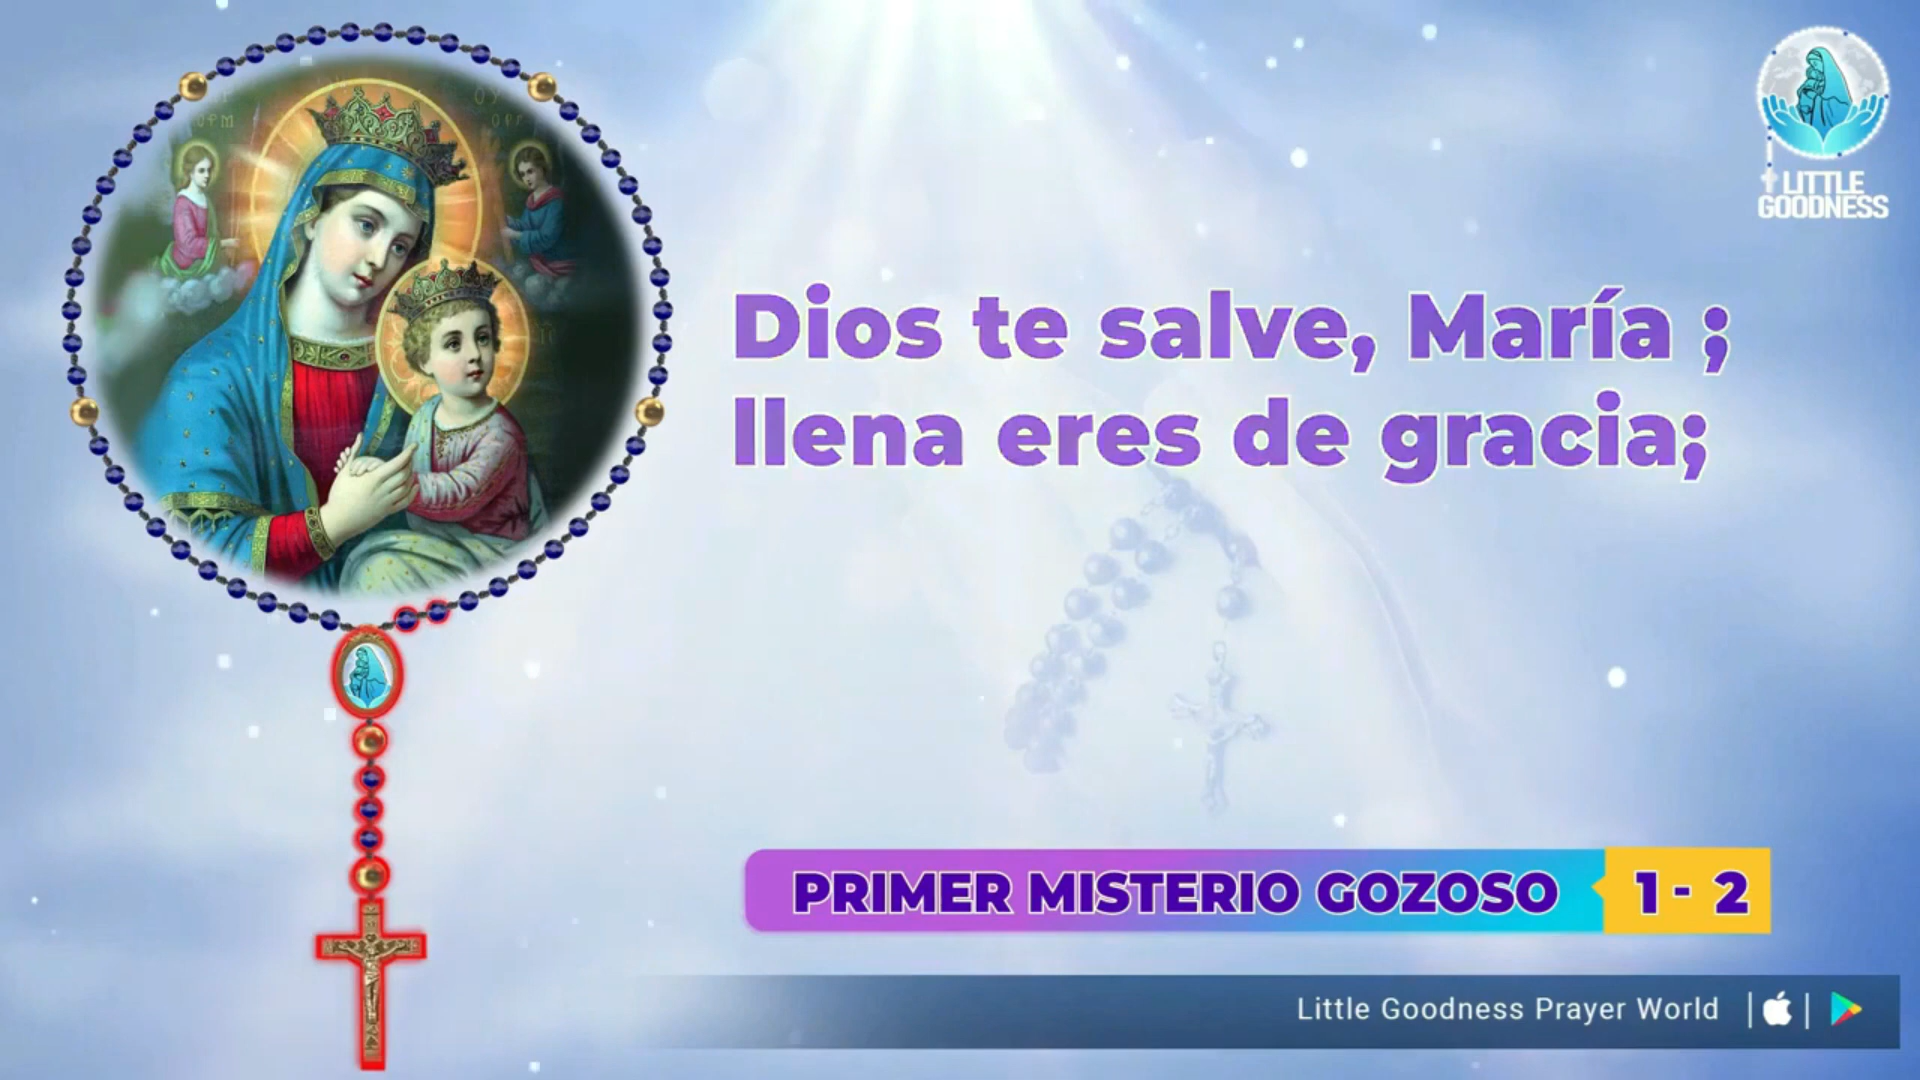 LITTLE
GOODNESS
Dios te salve, María ;
llena eres de gracia;
PRIMER MISTERIO GOZOSO
1 - 2
Little Goodness Prayer World